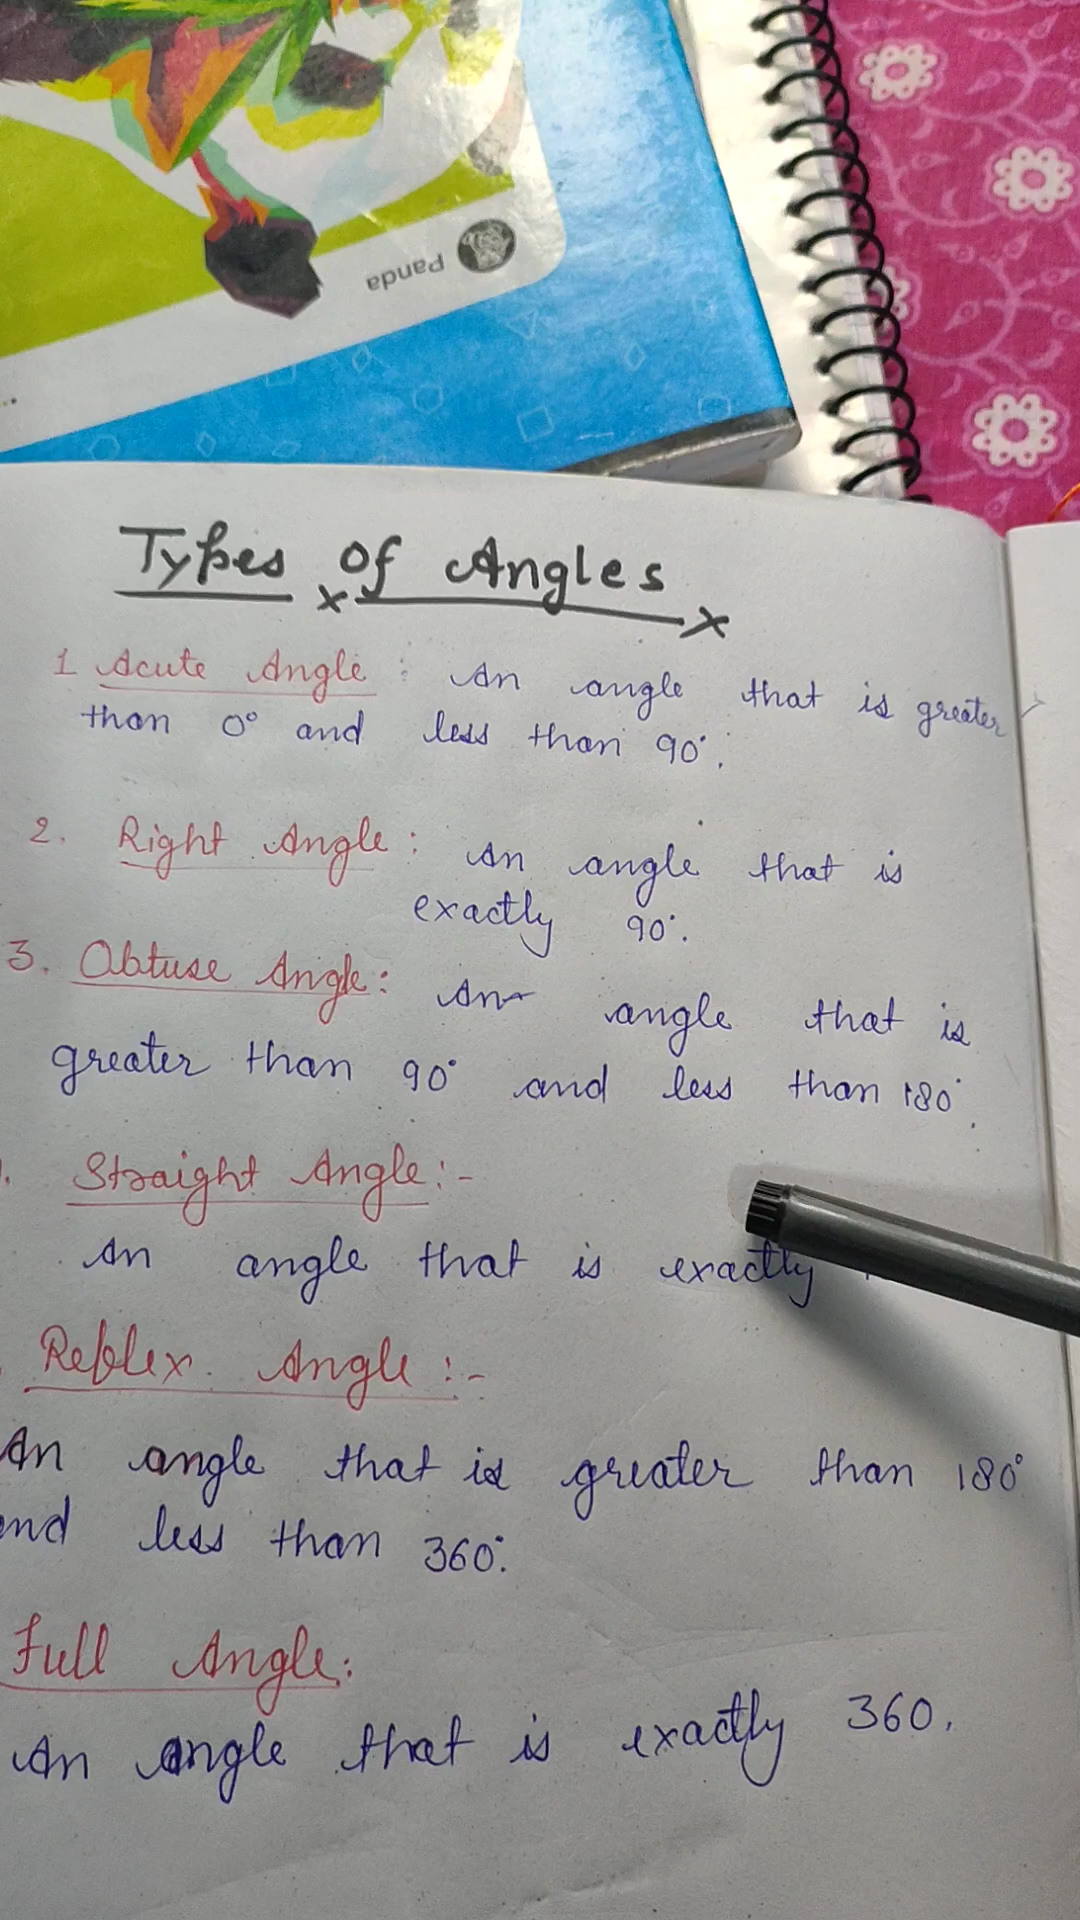 Panda
Types of Angles
1 Acute Angle : An angle that is greater
than 0° and less than 90°.
2. Right Angle : An angle that is
exactly 90°.
3. Obtuse Angle : An angle that is
greater than 90° and less than 180°.
Straight Angle :-
An angle that is exactly
Reflex Angle :-
An angle that is greater than 180°
and less than 360°.
Full Angle :
An angle that is exactly 360.